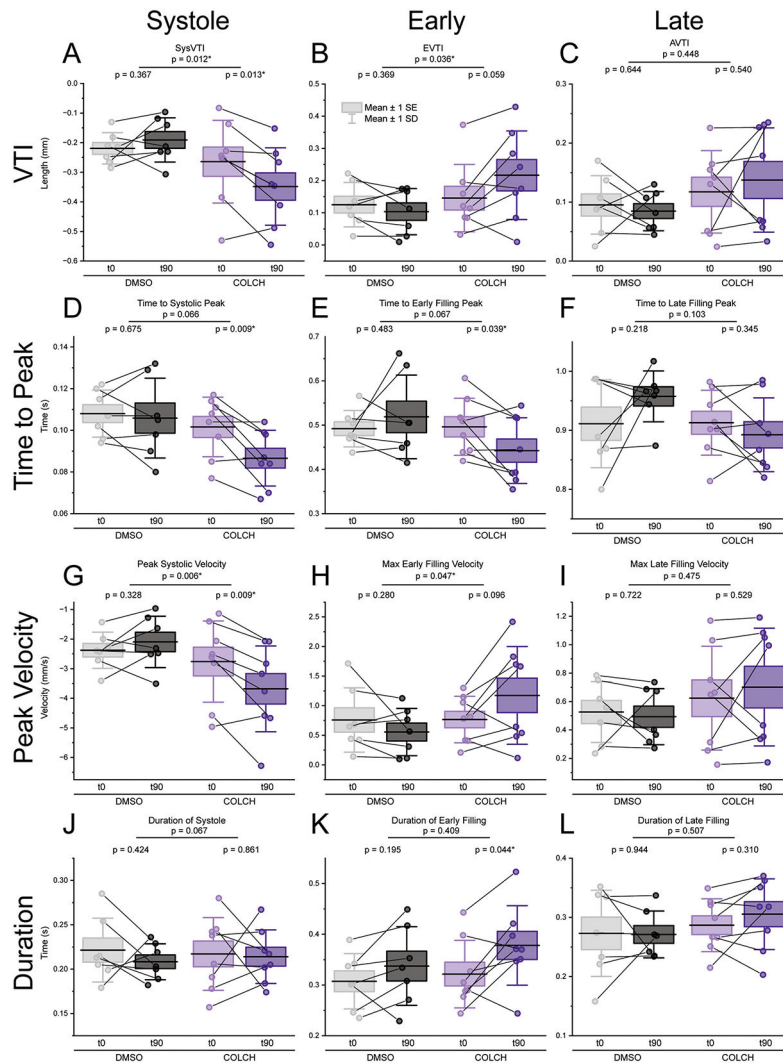 Systole Early Late
A SysVTI B EVTI C AVTI
p = 0.012* p = 0.036* p = 0.448
p = 0.367 p = 0.013* p = 0.369 p = 0.059 p = 0.644 p = 0.540
VTI
Length (mm)
0.0
−0.1
−0.2
−0.3
−0.4
−0.5
−0.6
0.5
0.4
0.3
0.2
0.1
0.0
0.3
0.2
0.1
0.0
Mean ± 1 SE
Mean ± 1 SD
t0 t90 t0 t90 t0 t90 t0 t90 t0 t90 t0 t90
DMSO COLCH DMSO COLCH DMSO COLCH
D Time to Systolic Peak E Time to Early Filling Peak F Time to Late Filling Peak
p = 0.066 p = 0.067 p = 0.103
p = 0.675 p = 0.009* p = 0.483 p = 0.039* p = 0.218 p = 0.345
Time to Peak
Time (s)
0.14
0.12
0.10
0.08
0.06
0.7
0.6
0.5
0.4
0.3
1.0
0.9
0.8
t0 t90 t0 t90 t0 t90 t0 t90 t0 t90 t0 t90
DMSO COLCH DMSO COLCH DMSO COLCH
G Peak Systolic Velocity H Max Early Filling Velocity I Max Late Filling Velocity
p = 0.006* p = 0.047* p = 0.475
p = 0.328 p = 0.009* p = 0.280 p = 0.096 p = 0.722 p = 0.529
Peak Velocity
Velocity (mm/s)
−1
−2
−3
−4
−5
−6
2.5
2.0
1.5
1.0
0.5
0.0
1.2
1.0
0.8
0.6
0.4
0.2
t0 t90 t0 t90 t0 t90 t0 t90 t0 t90 t0 t90
DMSO COLCH DMSO COLCH DMSO COLCH
J Duration of Systole K Duration of Early Filling L Duration of Late Filling
p = 0.067 p = 0.409 p = 0.507
p = 0.424 p = 0.861 p = 0.195 p = 0.044* p = 0.944 p = 0.310
Duration
Time (s)
0.30
0.25
0.20
0.15
0.5
0.4
0.3
0.2
0.4
0.3
0.2
0.1
t0 t90 t0 t90 t0 t90 t0 t90 t0 t90 t0 t90
DMSO COLCH DMSO COLCH DMSO COLCH